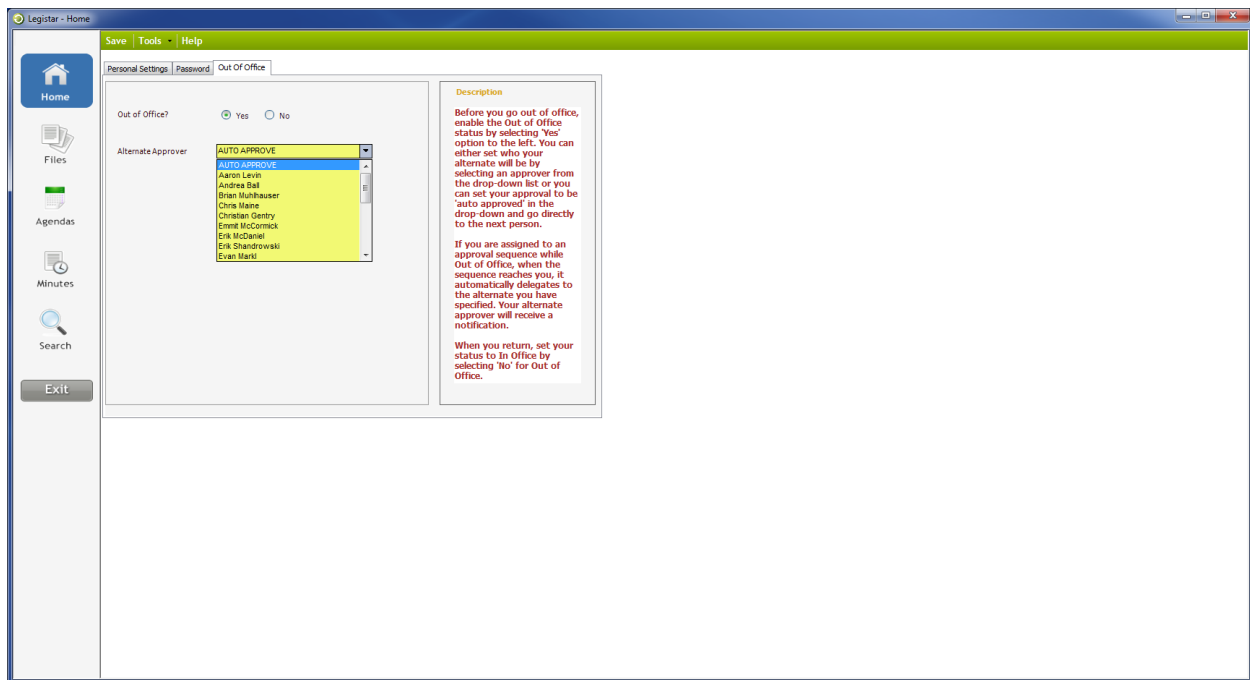 Legistar - Home
Save Tools Help
Home
Files
Agendas
Minutes
Search
Exit
Personal Settings Password Out Of Office
Out of Office? Yes No
Alternate Approver AUTO APPROVE
AUTO APPROVE
Aaron Levin
Andrea Ball
Brian Muhlhauser
Chris Maine
Christian Gentry
Emmit McCormick
Erik McDaniel
Erik Shandrowski
Evan Markl
Description
Before you go out of office,
enable the Out of Office
status by selecting 'Yes'
option to the left. You can
either set who your
alternate will be by
selecting an approver from
the drop-down list or you
can set your approval to be
'auto approved' in the
drop-down and go directly
to the next person.
If you are assigned to an
approval sequence while
Out of Office, when the
sequence reaches you, it
automatically delegates to
the alternate you have
specified. Your alternate
approver will receive a
notification.
When you return, set your
status to In Office by
selecting 'No' for Out of
Office.